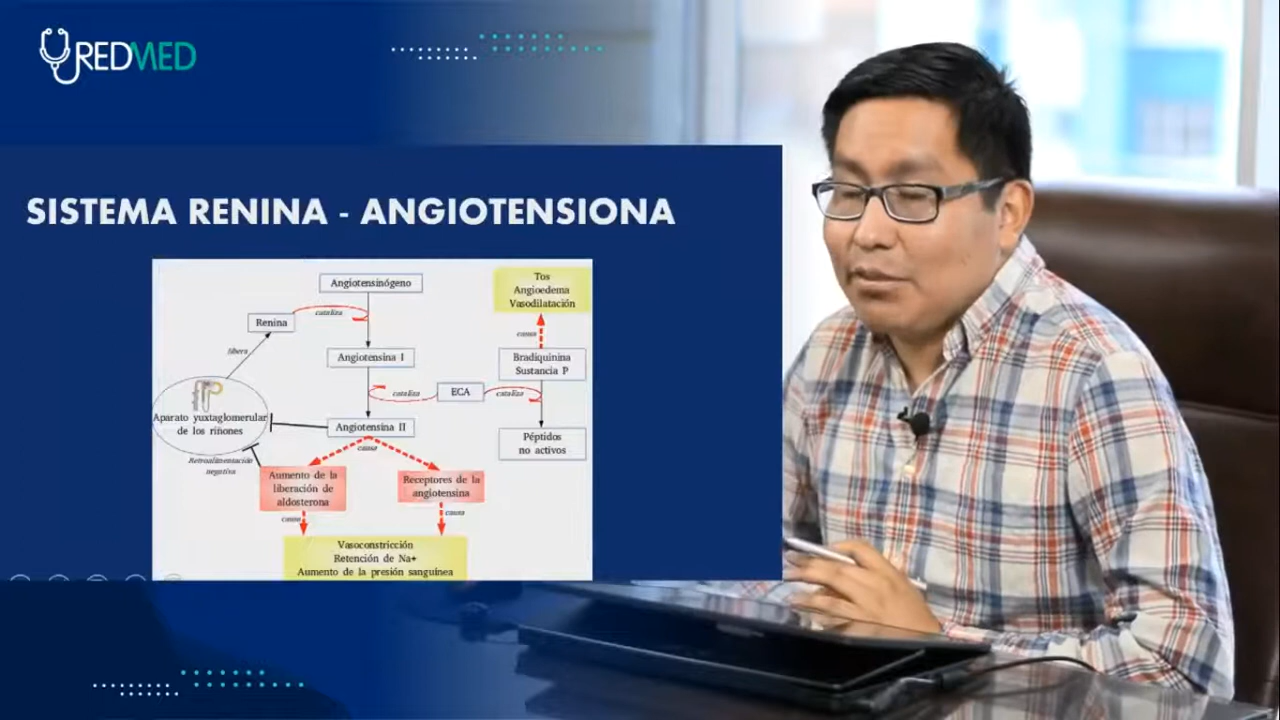 REDMED
SISTEMA RENINA - ANGIOTENSIONA
Angiotensinógeno
Tos
Angioedema
Vasodilatación
cataliza
Renina
causa
libera
Angiotensina I
Bradiquinina
Sustancia P
cataliza
ECA
cataliza
Aparato yuxtaglomerular
de los riñones
Angiotensina II
Péptidos
no activos
causa
Retroalimentación
negativa
Aumento de la
liberación de
aldosterona
Receptores de la
angiotensina
causa
causa
Vasoconstricción
Retención de Na+
Aumento de la presión sanguínea